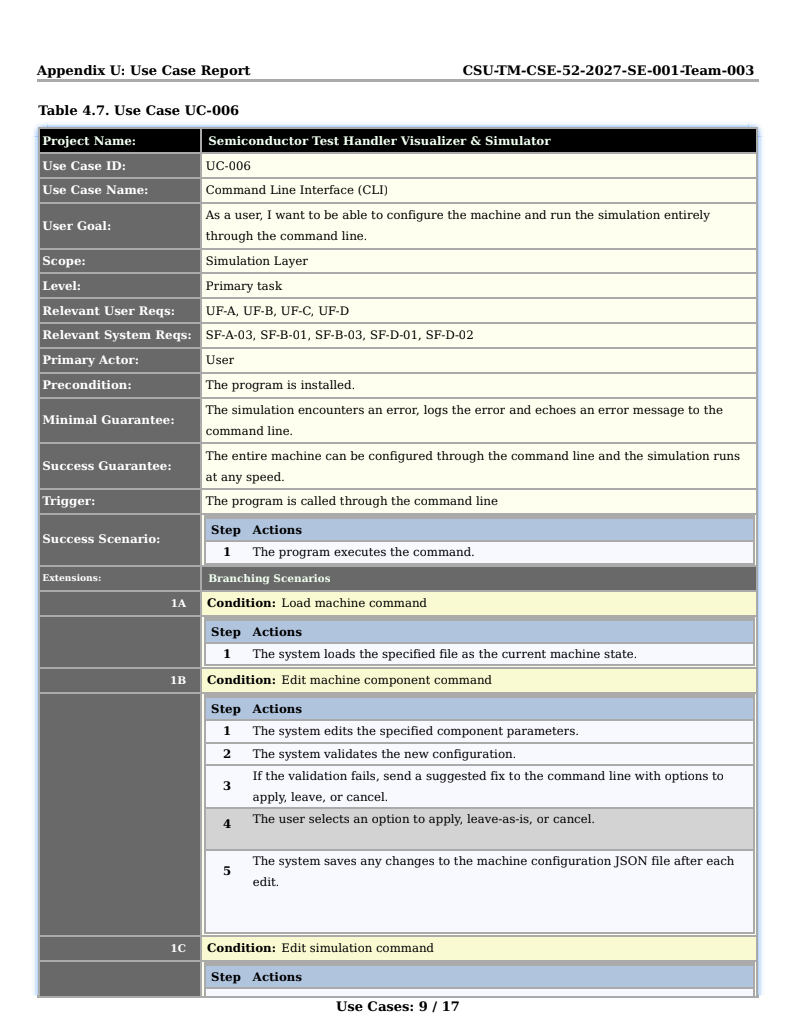 Appendix U: Use Case Report CSU-TM-CSE-52-2027-SE-001-Team-003
Table 4.7. Use Case UC-006
Project Name: Semiconductor Test Handler Visualizer & Simulator
Use Case ID: UC-006
Use Case Name: Command Line Interface (CLI)
User Goal: As a user, I want to be able to configure the machine and run the simulation entirely
through the command line.
Scope: Simulation Layer
Level: Primary task
Relevant User Reqs: UF-A, UF-B, UF-C, UF-D
Relevant System Reqs: SF-A-03, SF-B-01, SF-B-03, SF-D-01, SF-D-02
Primary Actor: User
Precondition: The program is installed.
Minimal Guarantee: The simulation encounters an error, logs the error and echoes an error message to the
command line.
Success Guarantee: The entire machine can be configured through the command line and the simulation runs
at any speed.
Trigger: The program is called through the command line
Success Scenario: Step Actions
1 The program executes the command.
Extensions: Branching Scenarios
1A Condition: Load machine command
Step Actions
1 The system loads the specified file as the current machine state.
1B Condition: Edit machine component command
Step Actions
1 The system edits the specified component parameters.
2 The system validates the new configuration.
3 If the validation fails, send a suggested fix to the command line with options to
apply, leave, or cancel.
4 The user selects an option to apply, leave-as-is, or cancel.
5 The system saves any changes to the machine configuration JSON file after each
edit.
1C Condition: Edit simulation command
Step Actions
Use Cases: 9 / 17